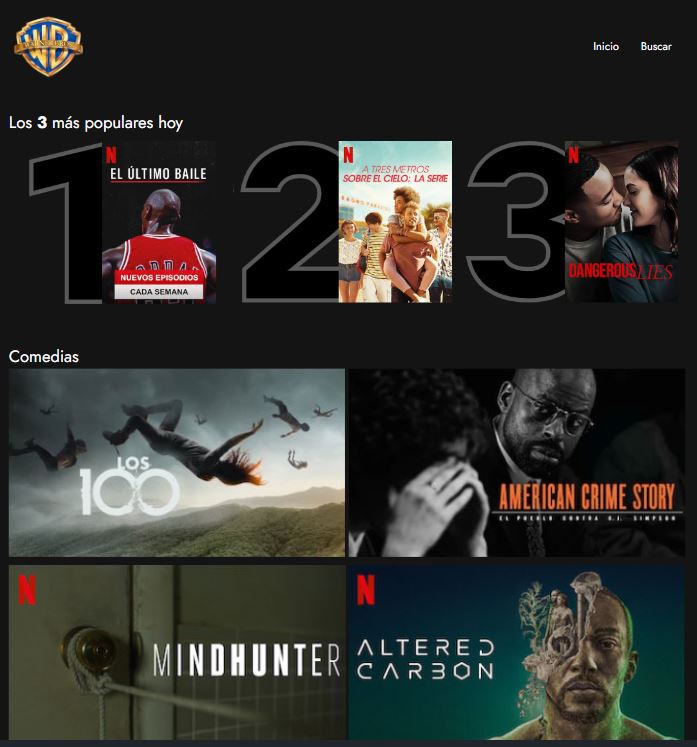 WARNER BROS
Inicio
Buscar
Los 3 más populares hoy
1
N
EL ÚLTIMO BAILE
NUEVOS EPISODIOS
CADA SEMANA
2
N
A TRES METROS
SOBRE EL CIELO: LA SERIE
3
N
DANGEROUS LIES
Comedias
LOS
100
AMERICAN CRIME STORY
EL PUEBLO CONTRA O.J. SIMPSON
N
MINDHUNTER
N
ALTERED
CARBON